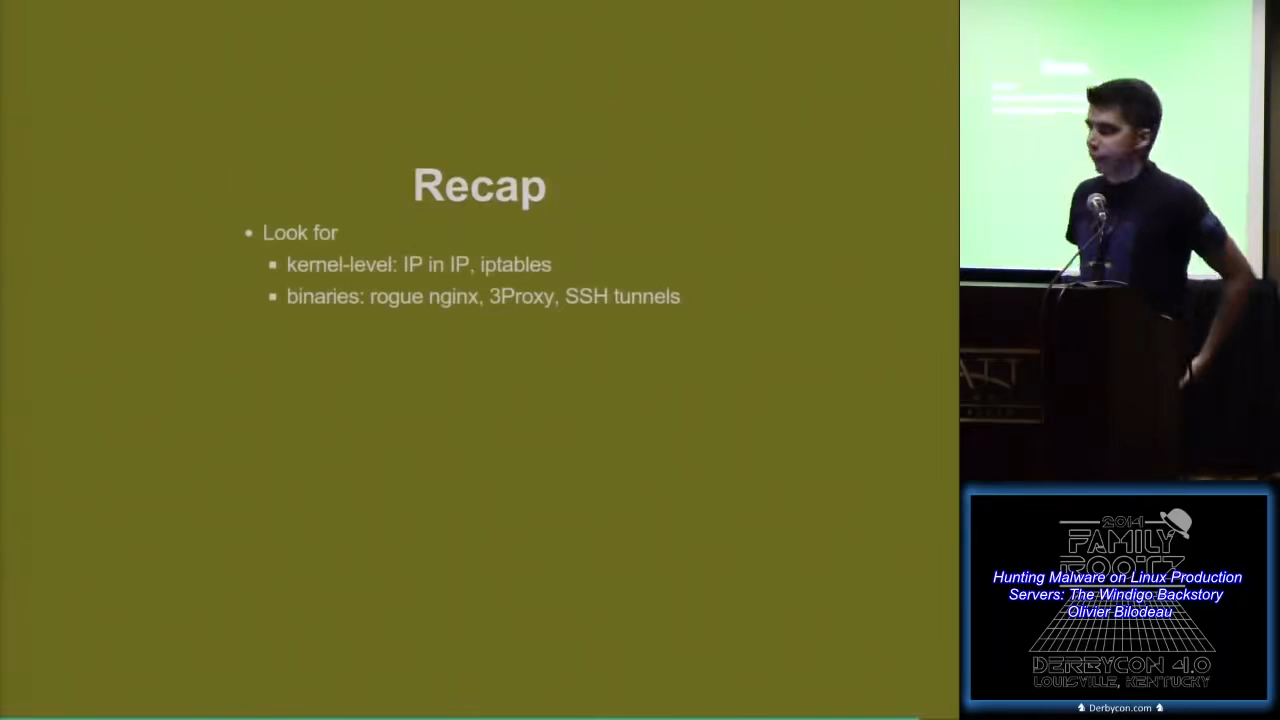 Recap
• Look for
▪ kernel-level: IP in IP, iptables
▪ binaries: rogue nginx, 3Proxy, SSH tunnels
2014
FAMILY
ROOTZ
Hunting Malware on Linux Production
Servers: The Windigo Backstory
Olivier Bilodeau
DERBYCON 4.0
LOUISVILLE, KENTUCKY
Derbycon.com